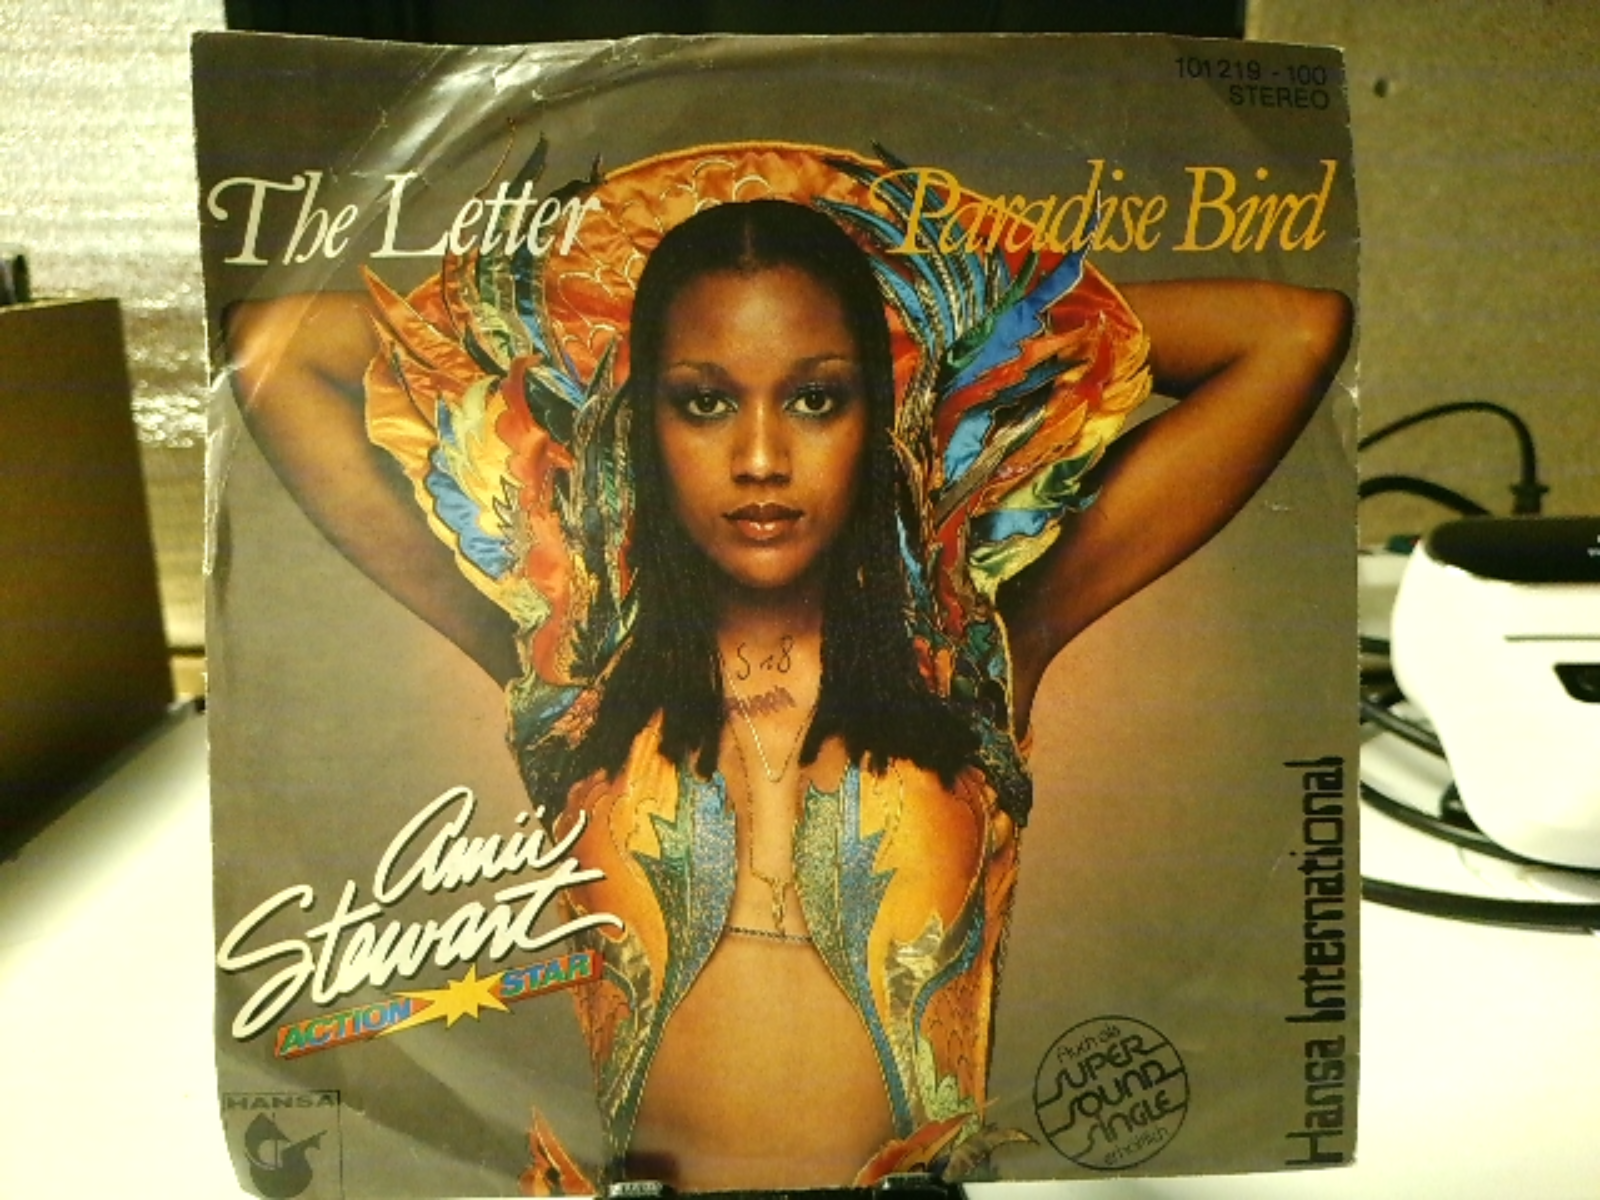 101 219 - 100
STEREO
The Letter
Paradise Bird
S 18
Amii
Stewart
ACTION STAR
HANSA
Auch als
SUPER
SOUND
SINGLE
erhältlich
Hansa International